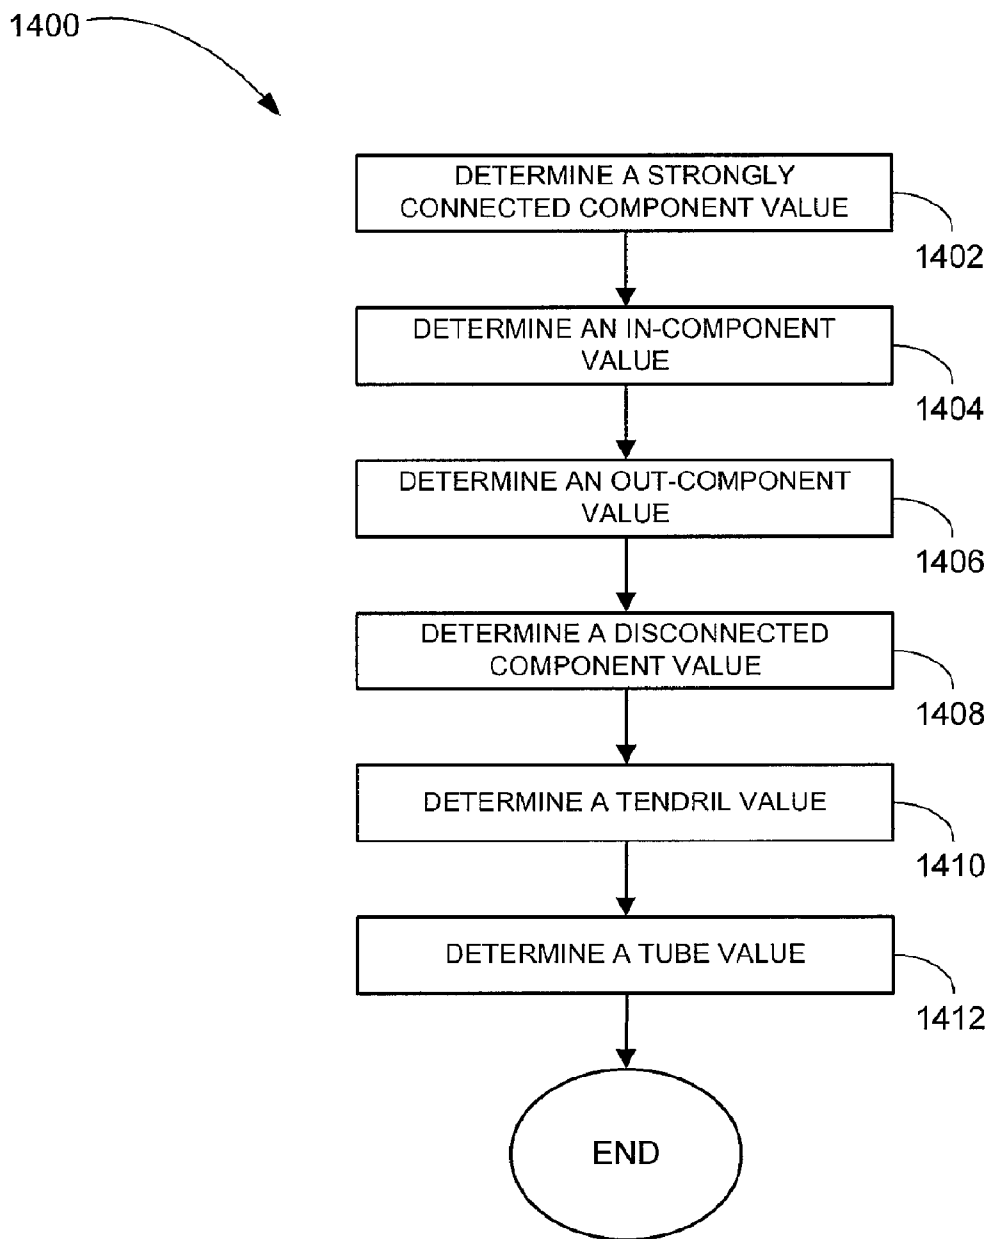 1400
DETERMINE A STRONGLY
CONNECTED COMPONENT VALUE
1402
DETERMINE AN IN-COMPONENT
VALUE
1404
DETERMINE AN OUT-COMPONENT
VALUE
1406
DETERMINE A DISCONNECTED
COMPONENT VALUE
1408
DETERMINE A TENDRIL VALUE
1410
DETERMINE A TUBE VALUE
1412
END